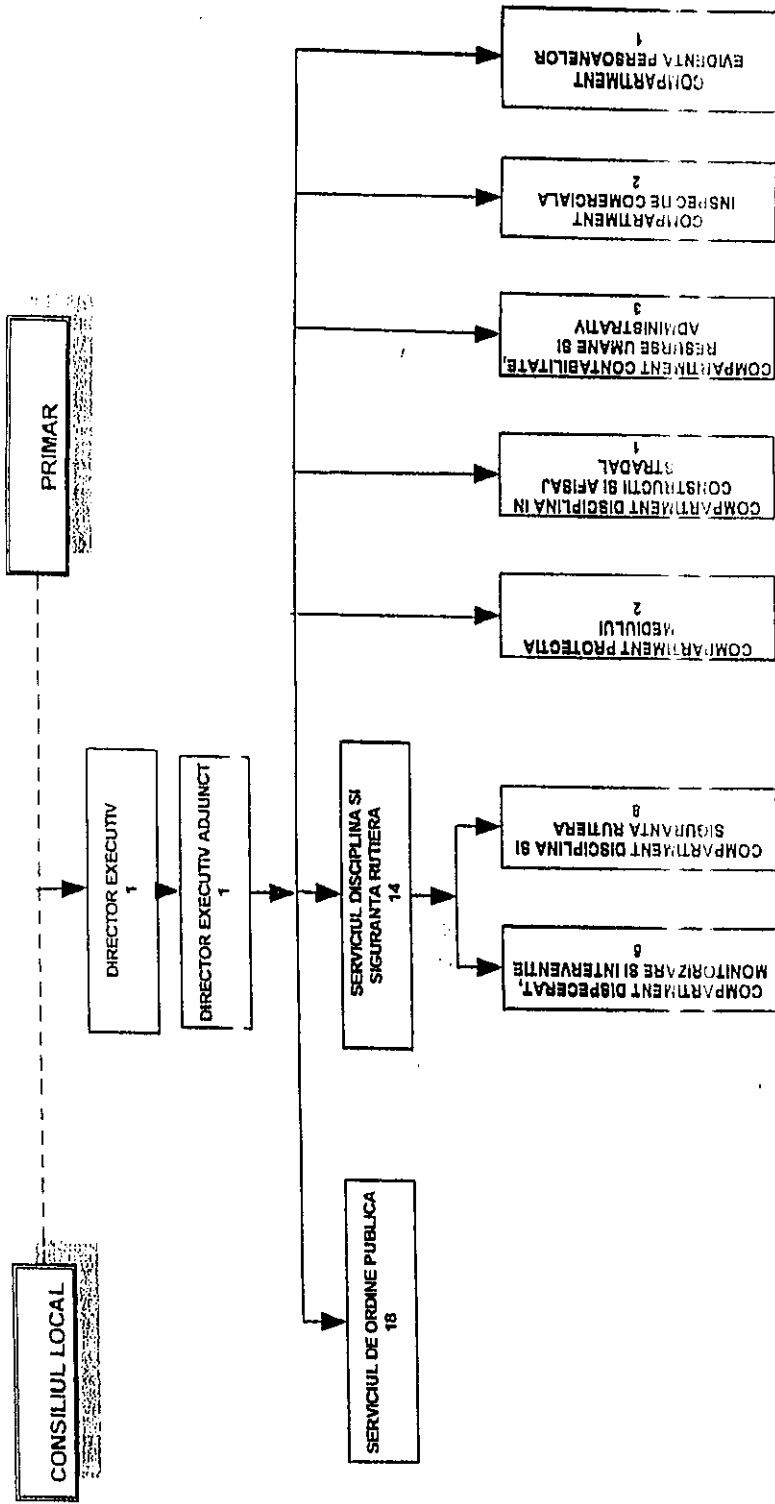 CONSILIUL LOCAL
PRIMAR
DIRECTOR EXECUTIV
1
DIRECTOR EXECUTIV ADJUNCT
1
SERVICIUL DE ORDINE PUBLICA
18
SERVICIUL DISCIPLINA SI
SIGURANTA RUTIERA
14
COMPARTIMENT DISPECERAT,
MONITORIZARE SI INTERVENTIE
6
COMPARTIMENT DISCIPLINA SI
SIGURANTA RUTIERA
8
COMPARTIMENT PROTECTIA
MEDIULUI
2
COMPARTIMENT DISCIPLINA IN
CONSTRUCTII SI AFISAJ
STRADAL
1
COMPARTIMENT CONTABILITATE,
RESURSE UMANE SI
ADMINISTRATIV
3
COMPARTIMENT
INSPECTIE COMERCIALA
2
COMPARTIMENT
EVIDENTA PERSOANELOR
1